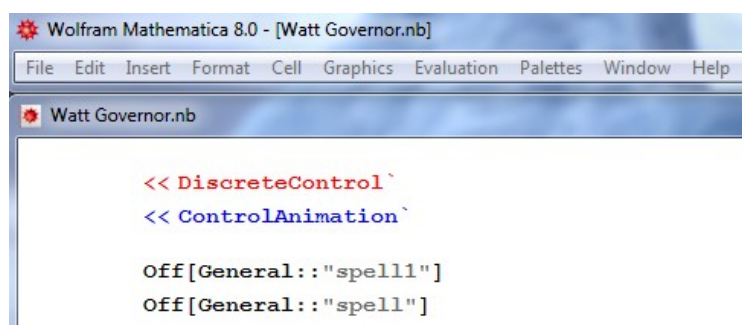 Wolfram Mathematica 8.0 - [Watt Governor.nb]
File Edit Insert Format Cell Graphics Evaluation Palettes Window Help
Watt Governor.nb
<< DiscreteControl`
<< ControlAnimation`
Off[General::"spell1"]
Off[General::"spell"]